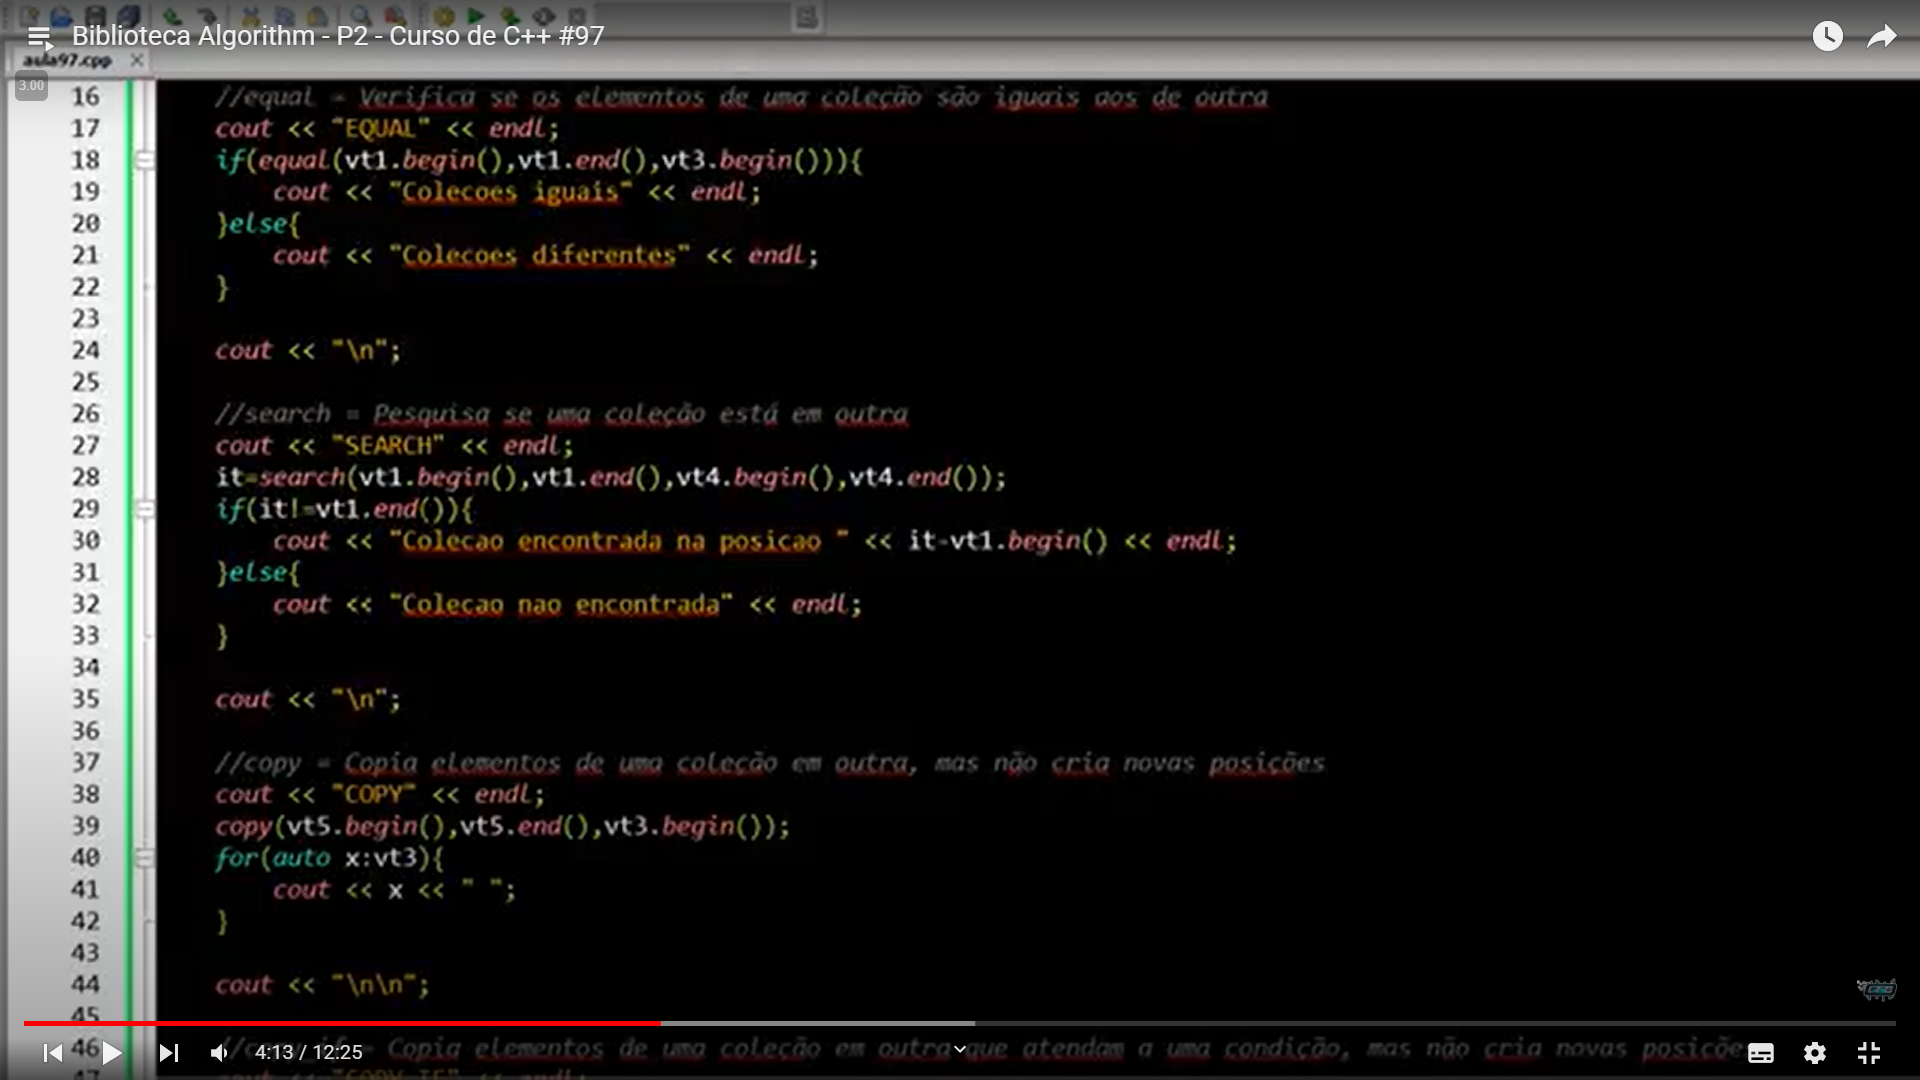 Biblioteca Algorithm - P2 - Curso de C++ #97
aula97.cpp
3.00
16 //equal = Verifica se os elementos de uma coleção são iguais aos de outra
17 cout << "EQUAL" << endl;
18 if(equal(vt1.begin(),vt1.end(),vt3.begin())){
19 cout << "Colecoes iguais" << endl;
20 }else{
21 cout << "Colecoes diferentes" << endl;
22 }
23
24 cout << "\n";
25
26 //search = Pesquisa se uma coleção está em outra
27 cout << "SEARCH" << endl;
28 it=search(vt1.begin(),vt1.end(),vt4.begin(),vt4.end());
29 if(it!=vt1.end()){
30 cout << "Colecao encontrada na posicao " << it-vt1.begin() << endl;
31 }else{
32 cout << "Colecao nao encontrada" << endl;
33 }
34
35 cout << "\n";
36
37 //copy = Copia elementos de uma coleção em outra, mas não cria novas posições
38 cout << "COPY" << endl;
39 copy(vt5.begin(),vt5.end(),vt3.begin());
40 for(auto x:vt3){
41 cout << x << " ";
42 }
43
44 cout << "\n\n";
45
46 //copy_if= Copia elementos de uma coleção em outra que atendam a uma condição, mas não cria novas posiçõe
4:13 / 12:25